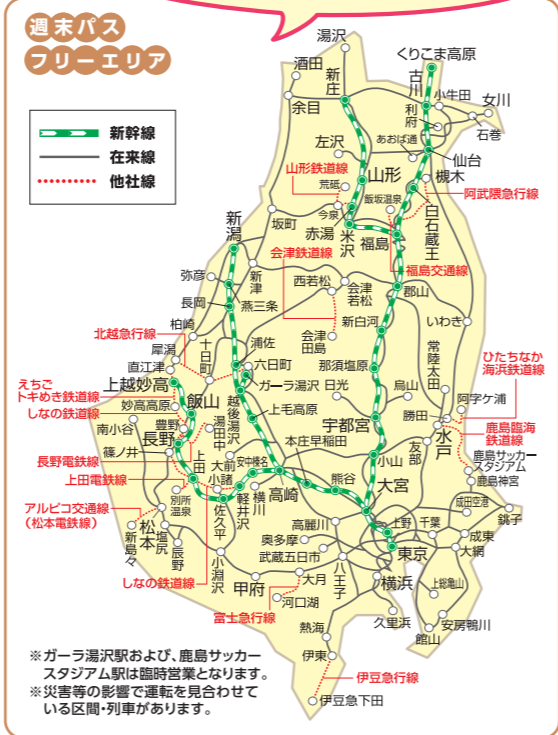 週末パス
フリーエリア
新幹線
在来線
他社線
湯沢
酒田
新庄
くりこま高原
古川
小牛田
女川
余目
利府
石巻
左沢
あおば通
仙台
山形鉄道線
山形
槻木
荒砥
飯坂温泉
阿武隈急行線
今泉
白石蔵王
坂町
赤湯
米沢
福島
新潟
会津鉄道線
福島交通線
新津
西若松
会津若松
郡山
弥彦
燕三条
長岡
新白河
いわき
北越急行線
柏崎
十日町
浦佐
会津田島
犀潟
六日町
那須塩原
常陸太田
ひたちなか
海浜鉄道線
直江津
えちご
トキめき鉄道線
上越妙高
ガーラ湯沢
日光
烏山
阿字ケ浦
しなの鉄道線
飯山
越後湯沢
上毛高原
宇都宮
勝田
鹿島臨海
鉄道線
妙高高原
湯田中
水戸
南小谷
豊野
本庄早稲田
友部
長野
大前
安中榛名
小山
鹿島サッカー
スタジアム
篠ノ井
上田
小諸
熊谷
長野電鉄線
高崎
大宮
鹿島神宮
上田電鉄線
軽井沢
横川
成田空港
別所温泉
佐久平
銚子
アルピコ交通線
(松本電鉄線)
高麗川
上野
千葉
松本
奥多摩
成東
新島々
塩尻
武蔵五日市
東京
大網
辰野
小淵沢
八王子
横浜
しなの鉄道線
甲府
大月
上総亀山
河口湖
久里浜
安房鴨川
富士急行線
館山
熱海
※ガーラ湯沢駅および、鹿島サッカー
スタジアム駅は臨時営業となります。
伊東
※災害等の影響で運転を見合わせて
いる区間・列車があります。
伊豆急行線
伊豆急下田